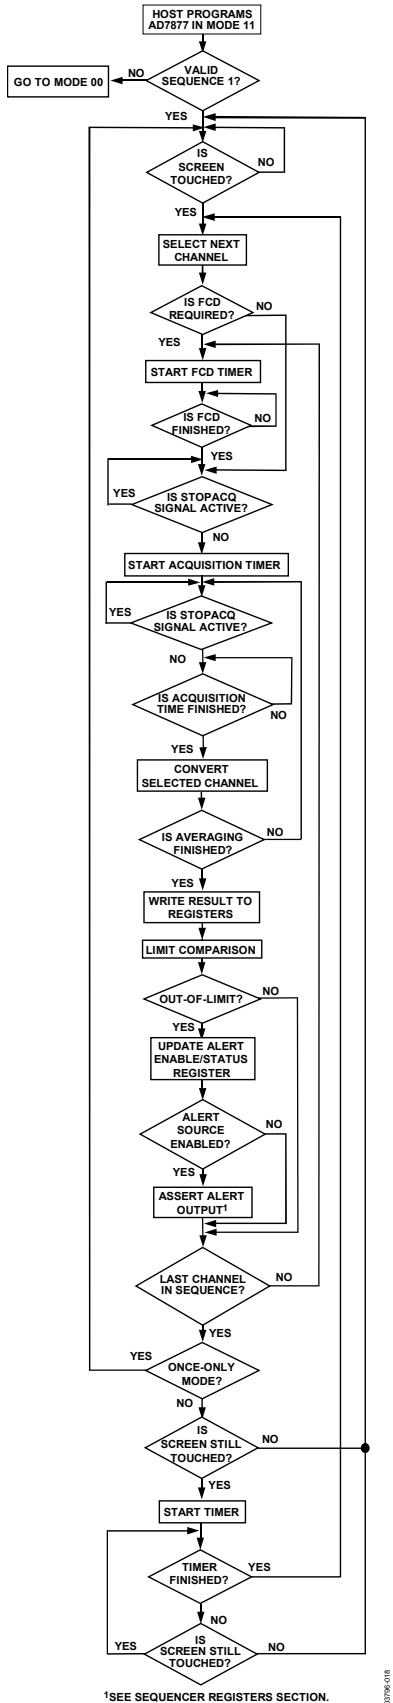 HOST PROGRAMS
AD7877 IN MODE 11
VALID
SEQUENCE 1?
NO
GO TO MODE 00
YES
IS
SCREEN
TOUCHED?
NO
YES
SELECT NEXT
CHANNEL
IS FCD
REQUIRED?
NO
YES
START FCD TIMER
IS FCD
FINISHED?
NO
YES
IS STOPACQ
SIGNAL ACTIVE?
YES
NO
START ACQUISITION TIMER
IS STOPACQ
SIGNAL ACTIVE?
YES
NO
IS ACQUISITION
TIME FINISHED?
NO
YES
CONVERT
SELECTED CHANNEL
IS AVERAGING
FINISHED?
NO
YES
WRITE RESULT TO
REGISTERS
LIMIT COMPARISON
OUT-OF-LIMIT?
NO
YES
UPDATE ALERT
ENABLE/STATUS
REGISTER
ALERT
SOURCE
ENABLED?
NO
YES
ASSERT ALERT
OUTPUT1
LAST CHANNEL
IN SEQUENCE?
NO
YES
ONCE-ONLY
MODE?
YES
NO
IS
SCREEN STILL
TOUCHED?
NO
YES
START TIMER
TIMER
FINISHED?
YES
NO
IS
SCREEN STILL
TOUCHED?
YES
NO
1SEE SEQUENCER REGISTERS SECTION.
03796-018